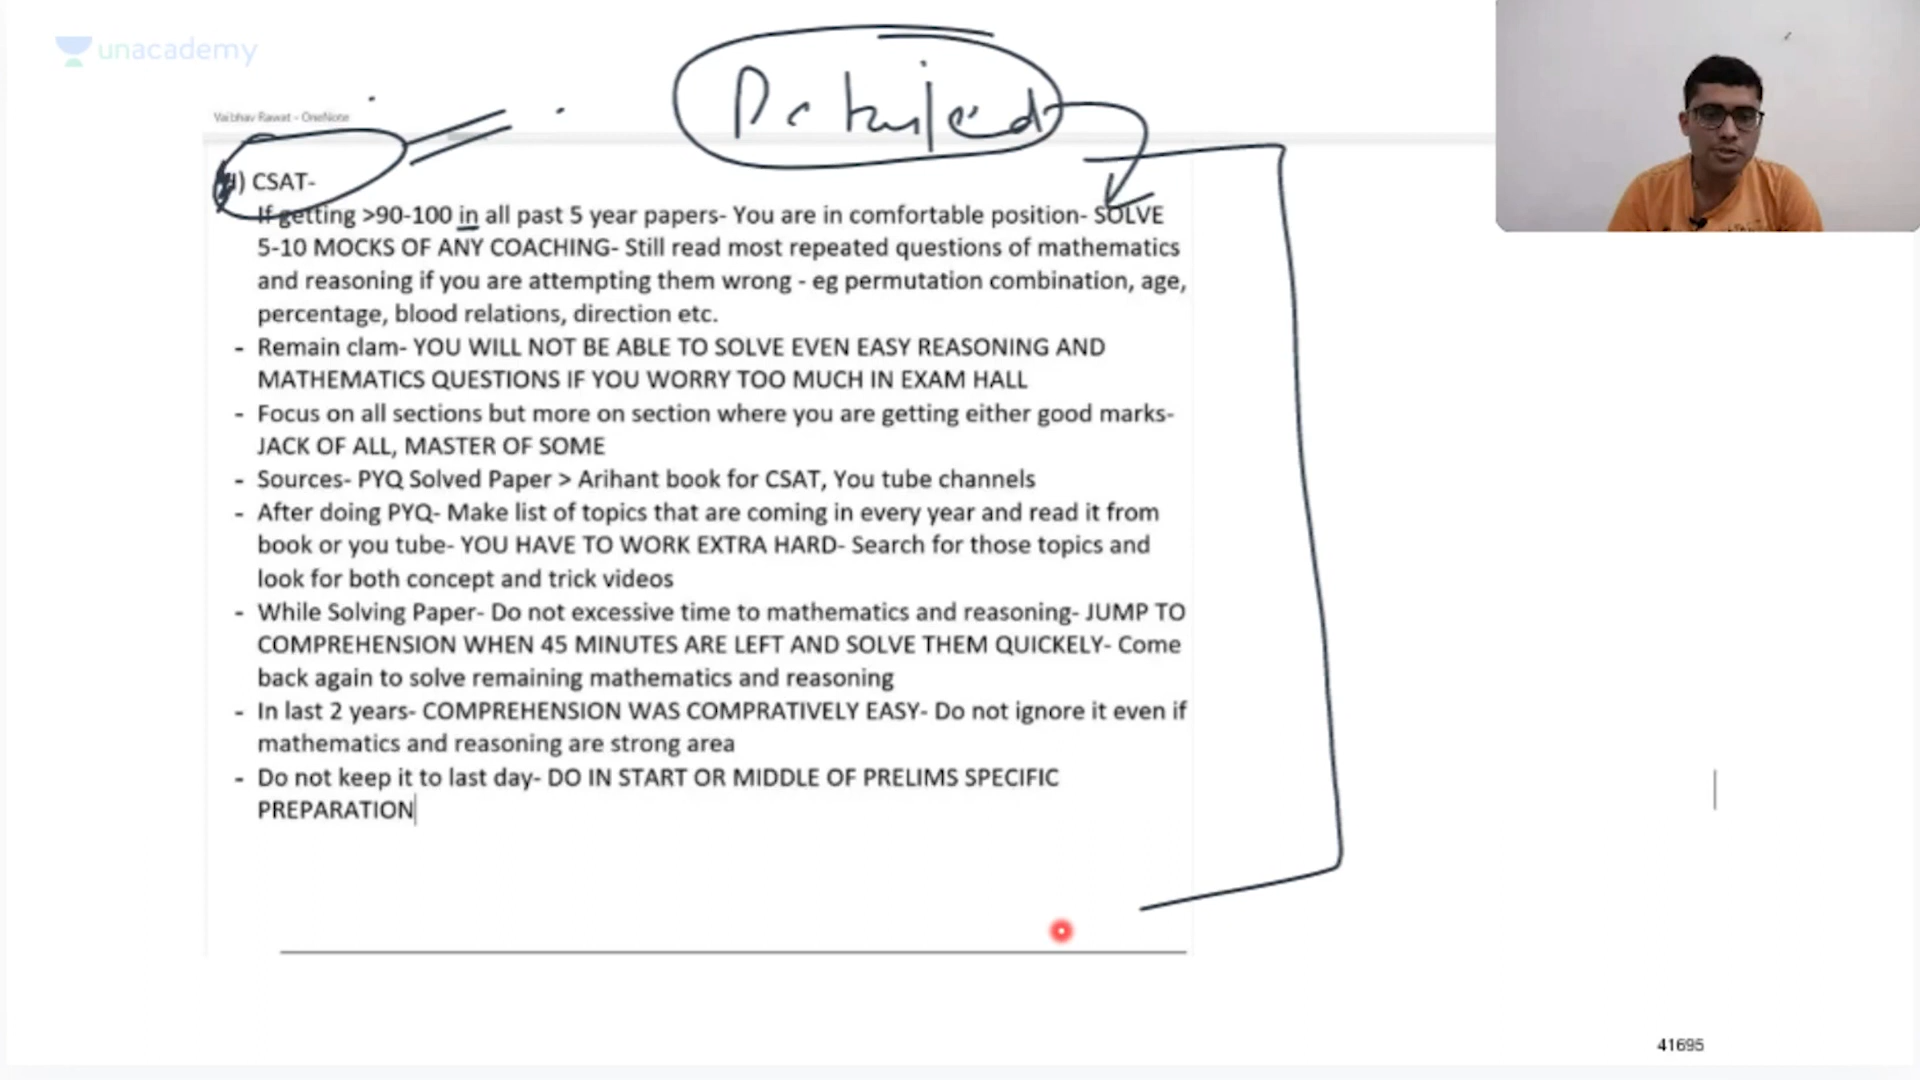 unacademy
Detailed
Vaibhav Rawat - OneNote
CSAT-
If getting >90-100 in all past 5 year papers- You are in comfortable position- SOLVE
5-10 MOCKS OF ANY COACHING- Still read most repeated questions of mathematics
and reasoning if you are attempting them wrong - eg permutation combination, age,
percentage, blood relations, direction etc.
- Remain clam- YOU WILL NOT BE ABLE TO SOLVE EVEN EASY REASONING AND
MATHEMATICS QUESTIONS IF YOU WORRY TOO MUCH IN EXAM HALL
- Focus on all sections but more on section where you are getting either good marks-
JACK OF ALL, MASTER OF SOME
- Sources- PYQ Solved Paper > Arihant book for CSAT, You tube channels
- After doing PYQ- Make list of topics that are coming in every year and read it from
book or you tube- YOU HAVE TO WORK EXTRA HARD- Search for those topics and
look for both concept and trick videos
- While Solving Paper- Do not excessive time to mathematics and reasoning- JUMP TO
COMPREHENSION WHEN 45 MINUTES ARE LEFT AND SOLVE THEM QUICKELY- Come
back again to solve remaining mathematics and reasoning
- In last 2 years- COMPREHENSION WAS COMPRATIVELY EASY- Do not ignore it even if
mathematics and reasoning are strong area
- Do not keep it to last day- DO IN START OR MIDDLE OF PRELIMS SPECIFIC
PREPARATION
41695